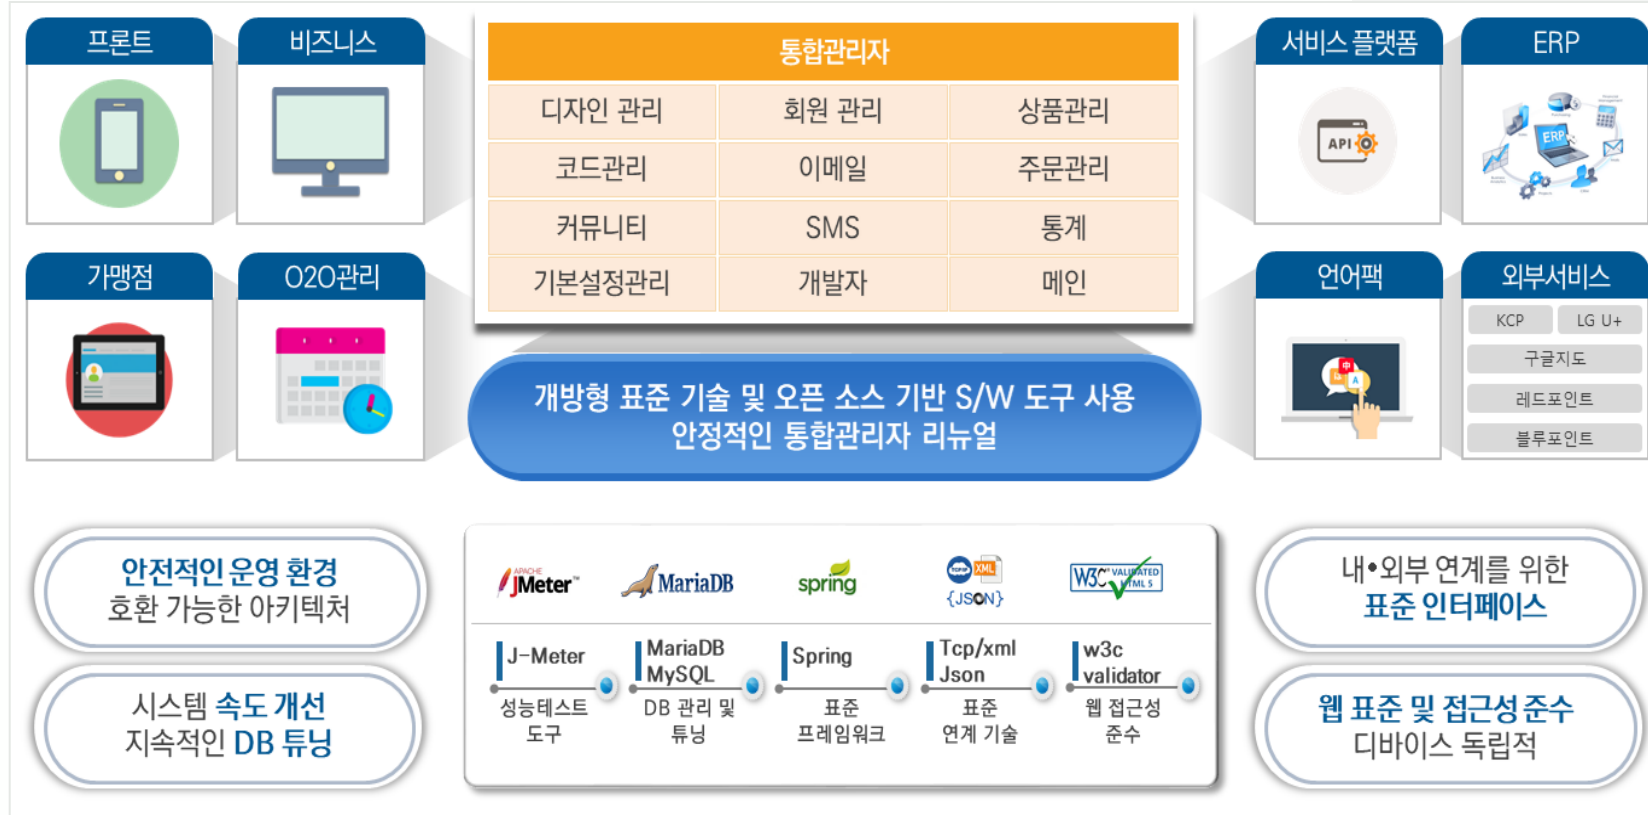 프론트
비즈니스
통합관리자
디자인 관리
회원 관리
상품관리
코드관리
이메일
주문관리
커뮤니티
SMS
통계
기본설정관리
개발자
메인
서비스 플랫폼
ERP
API
ERP
가맹점
O2O관리
언어팩
외부서비스
KCP
LG U+
구글지도
레드포인트
블루포인트
中
A
개방형 표준 기술 및 오픈 소스 기반 S/W 도구 사용
안정적인 통합관리자 리뉴얼
안전적인 운영 환경
호환 가능한 아키텍처
시스템 속도 개선
지속적인 DB 튜닝
APACHE
JMeter™
MariaDB
spring
TCP/IP
XML
{JSON}
W3C® VALIDATED
HTML 5
J-Meter
성능테스트
도구
MariaDB
MySQL
DB 관리 및
튜닝
Spring
표준
프레임워크
Tcp/xml
Json
표준
연계 기술
w3c
validator
웹 접근성
준수
내•외부 연계를 위한
표준 인터페이스
웹 표준 및 접근성 준수
디바이스 독립적